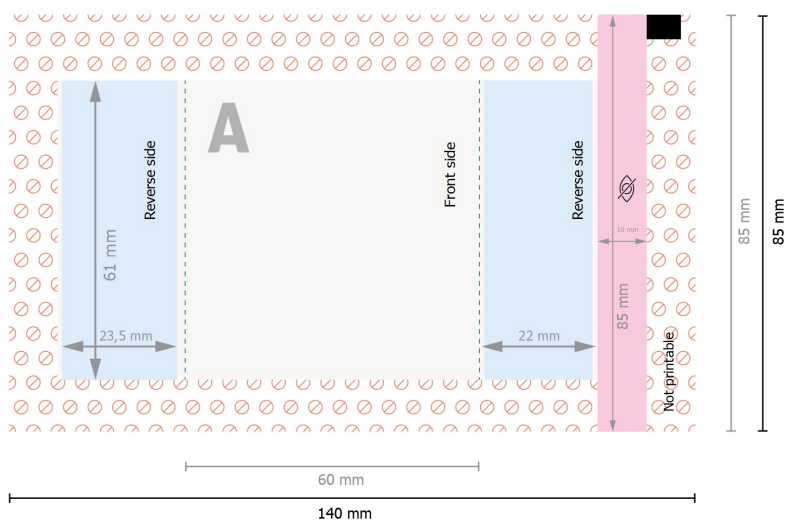 A
Reverse side
Front side
Reverse side
61 mm
23,5 mm
22 mm
10 mm
85 mm
Not printable
85 mm
85 mm
60 mm
140 mm